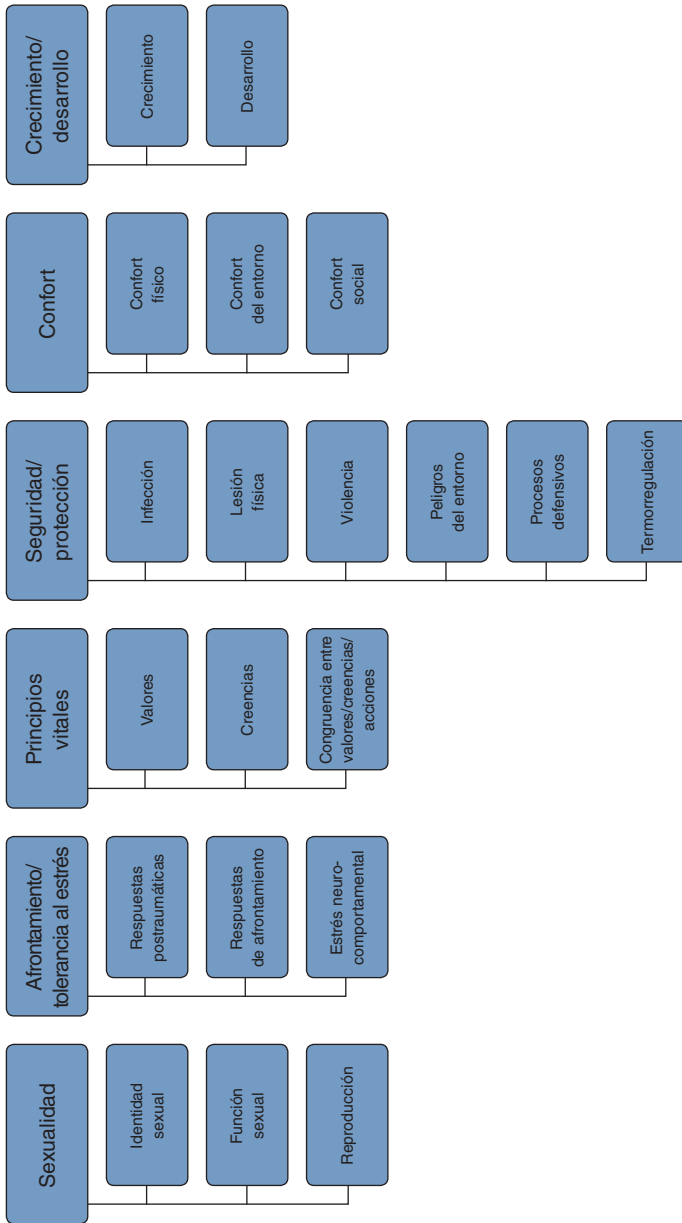 Sexualidad
Identidad
sexual
Función
sexual
Reproducción
Afrontamiento/
tolerancia al estrés
Respuestas
postraumáticas
Respuestas
de afrontamiento
Estrés neuro-
comportamental
Principios
vitales
Valores
Creencias
Congruencia entre
valores/creencias/
acciones
Seguridad/
protección
Infección
Lesión
física
Violencia
Peligros
del entorno
Procesos
defensivos
Termorregulación
Confort
Confort
físico
Confort
del entorno
Confort
social
Crecimiento/
desarrollo
Crecimiento
Desarrollo